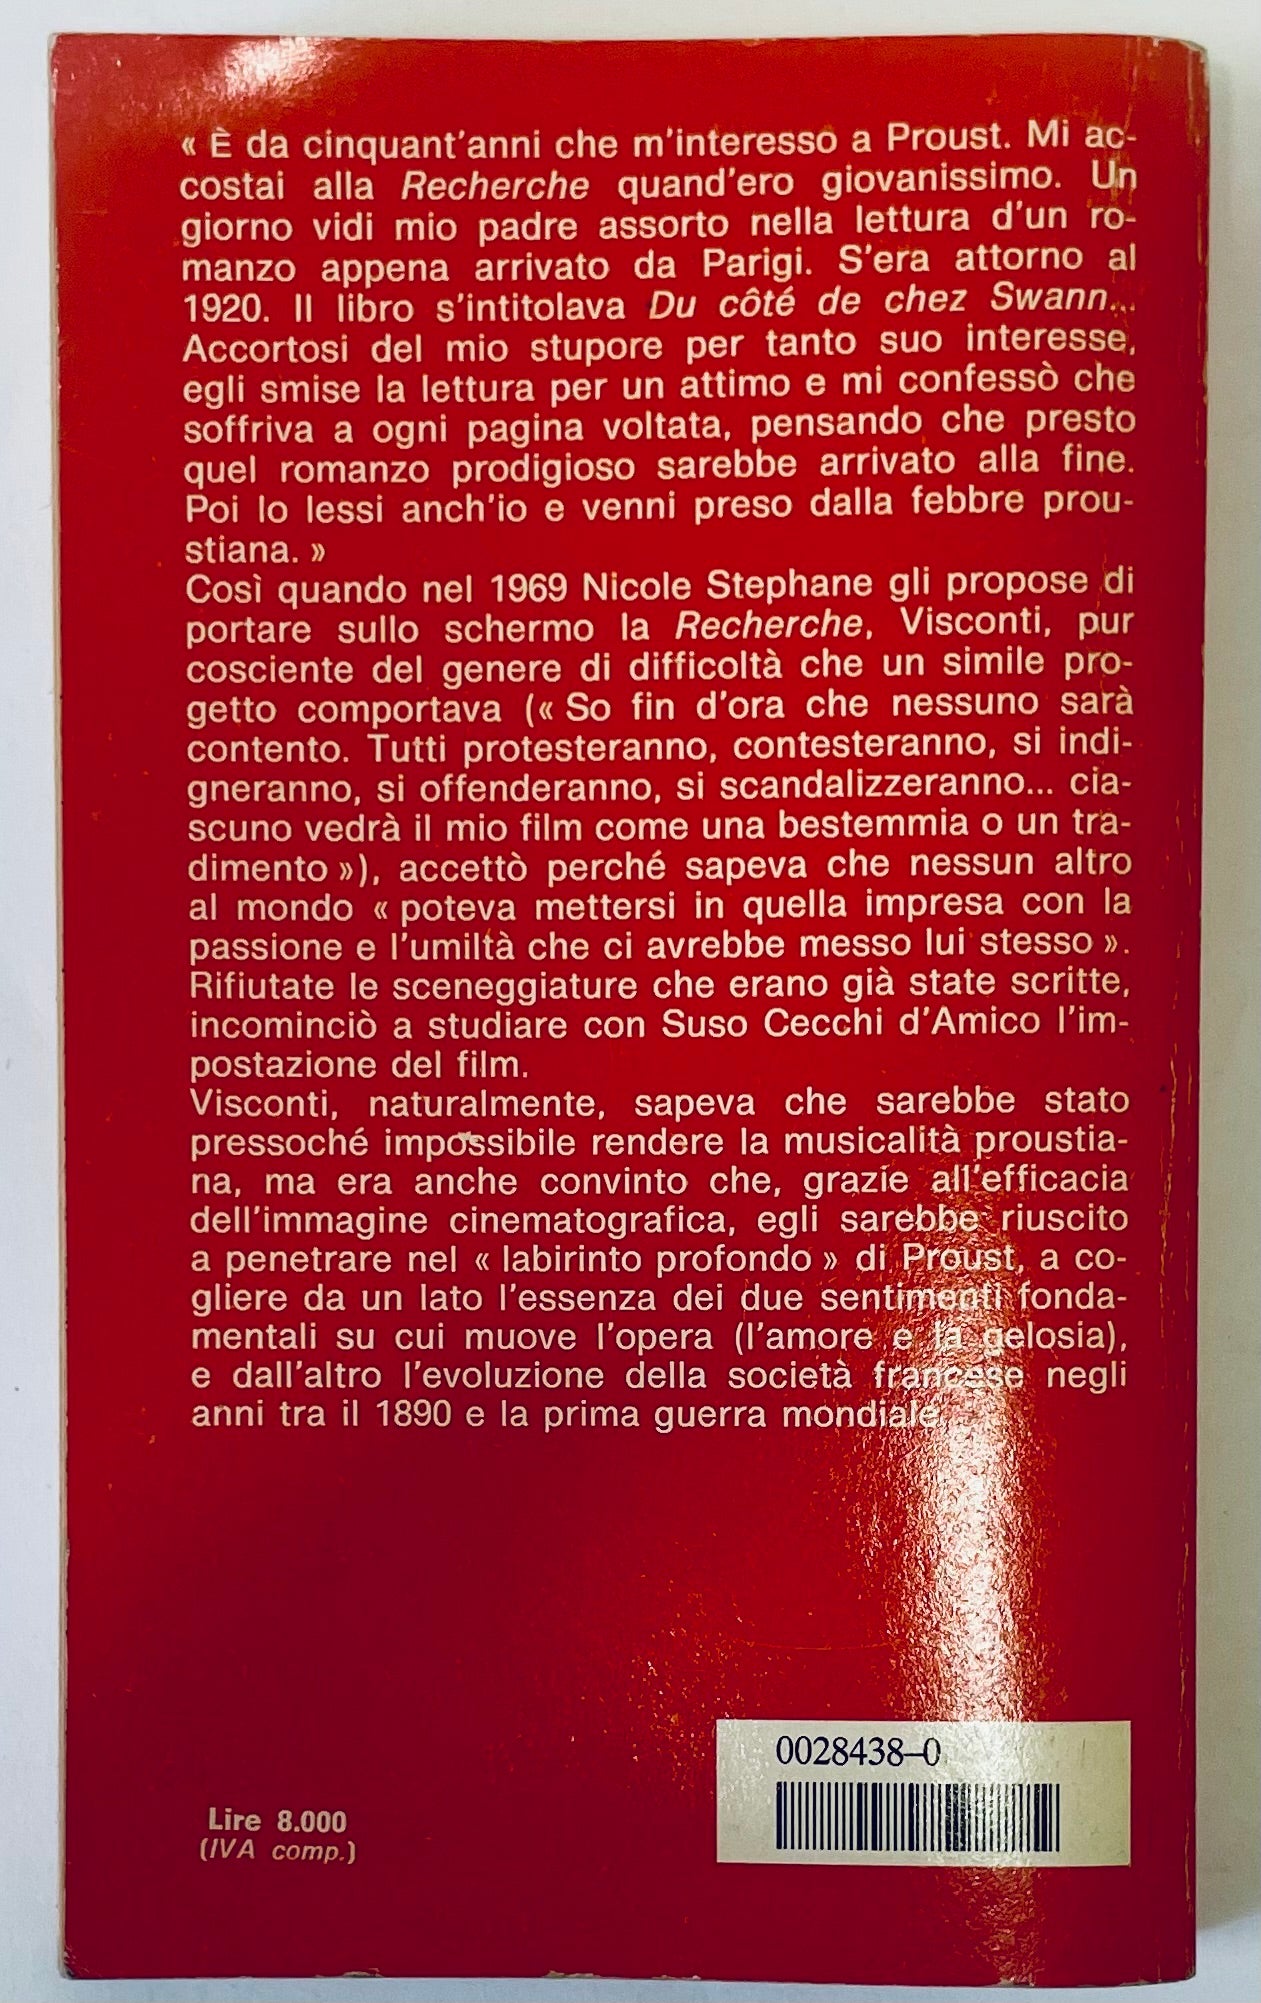 « È da cinquant'anni che m'interesso a Proust. Mi ac-
costai alla Recherche quand'ero giovanissimo. Un
giorno vidi mio padre assorto nella lettura d'un ro-
manzo appena arrivato da Parigi. S'era attorno al
1920. Il libro s'intitolava Du côté de chez Swann...
Accortosi del mio stupore per tanto suo interesse,
egli smise la lettura per un attimo e mi confessò che
soffriva a ogni pagina voltata, pensando che presto
quel romanzo prodigioso sarebbe arrivato alla fine.
Poi lo lessi anch'io e venni preso dalla febbre prou-
stiana. »
Così quando nel 1969 Nicole Stephane gli propose di
portare sullo schermo la Recherche, Visconti, pur
cosciente del genere di difficoltà che un simile pro-
getto comportava (« So fin d'ora che nessuno sarà
contento. Tutti protesteranno, contesteranno, si indi-
gneranno, si offenderanno, si scandalizzeranno... cia-
scuno vedrà il mio film come una bestemmia o un tra-
dimento »), accettò perché sapeva che nessun altro
al mondo « poteva mettersi in quella impresa con la
passione e l'umiltà che ci avrebbe messo lui stesso ».
Rifiutate le sceneggiature che erano già state scritte,
incominciò a studiare con Suso Cecchi d'Amico l'im-
postazione del film.
Visconti, naturalmente, sapeva che sarebbe stato
pressoché impossibile rendere la musicalità proustia-
na, ma era anche convinto che, grazie all'efficacia
dell'immagine cinematografica, egli sarebbe riuscito
a penetrare nel « labirinto profondo » di Proust, a co-
gliere da un lato l'essenza dei due sentimenti fonda-
mentali su cui muove l'opera (l'amore e la gelosia),
e dall'altro l'evoluzione della società francese negli
anni tra il 1890 e la prima guerra mondiale.
0028438-0
Lire 8.000
(IVA comp.)